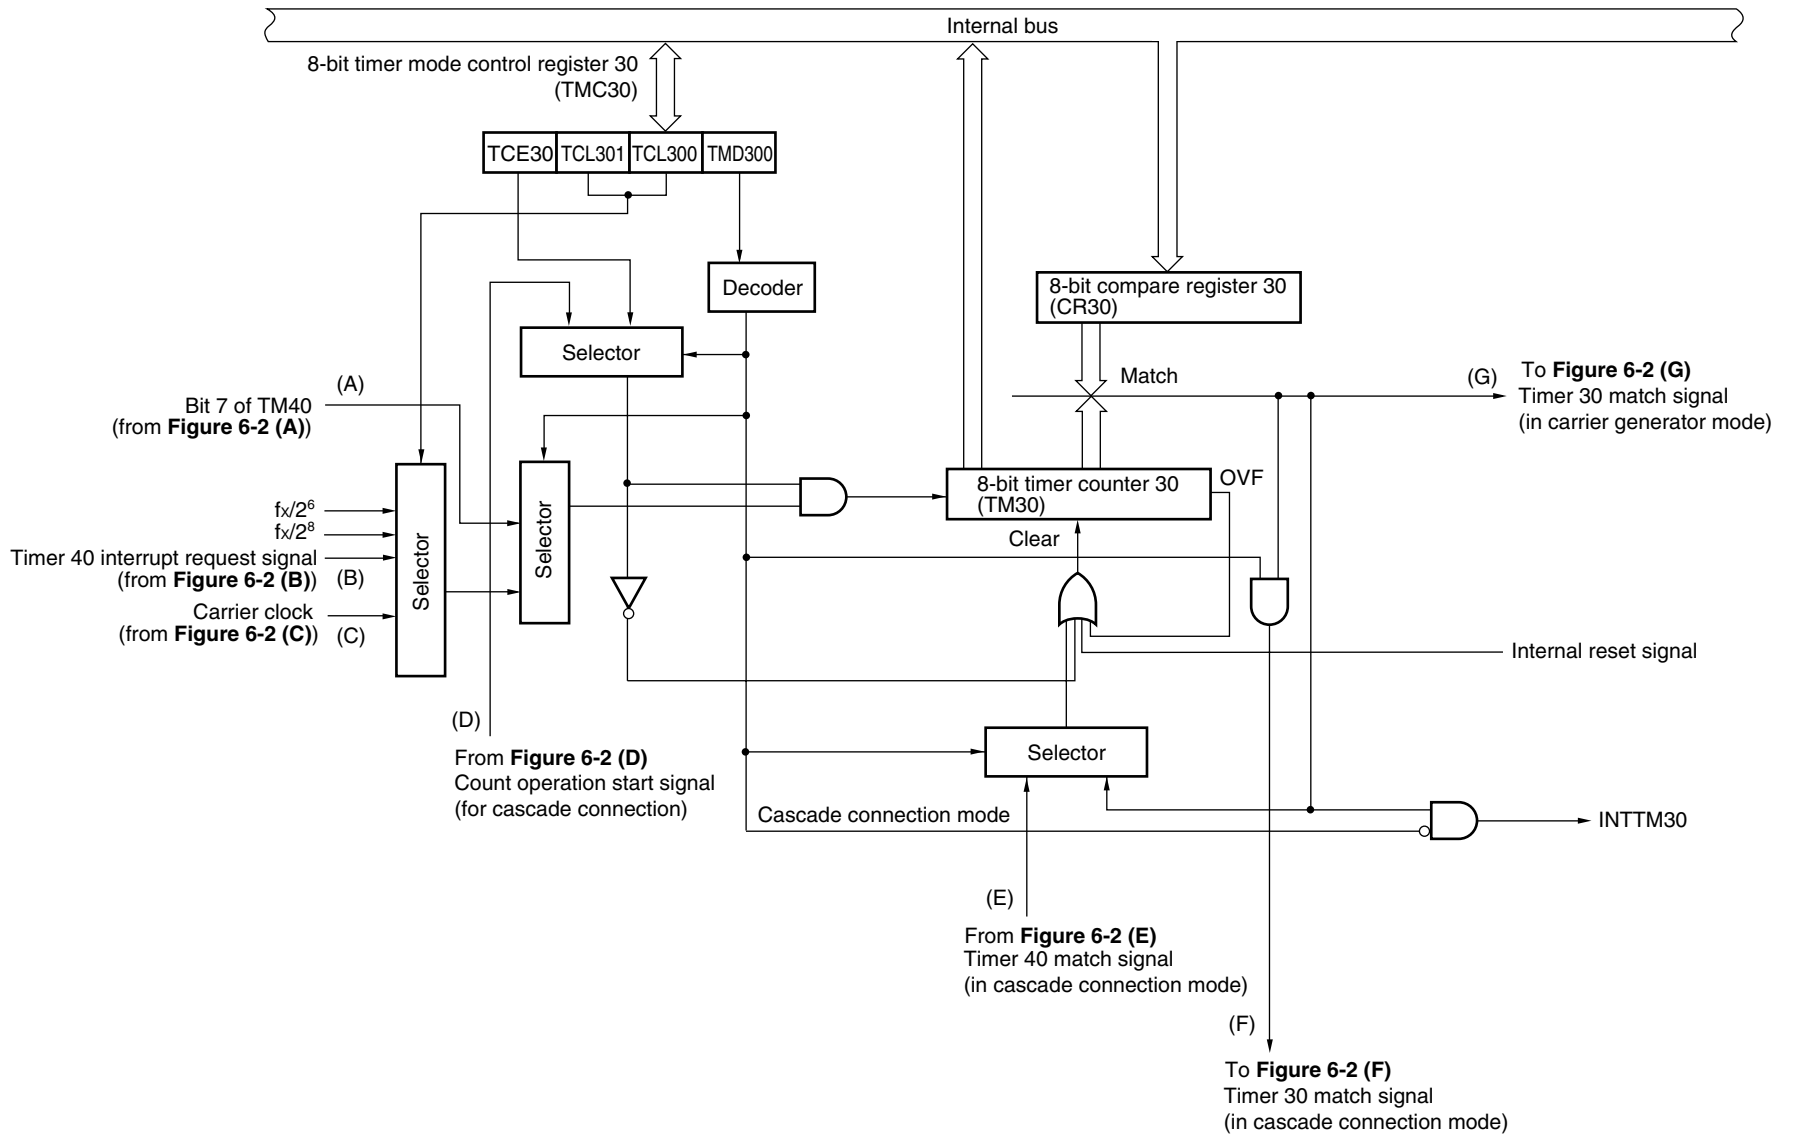 Internal bus
8-bit timer mode control register 30
(TMC30)
TCE30 TCL301 TCL300 TMD300
Decoder
8-bit compare register 30
(CR30)
Selector
Match
(G)
To Figure 6-2 (G)
Timer 30 match signal
(in carrier generator mode)
(A)
Bit 7 of TM40
(from Figure 6-2 (A))
Selector
Selector
8-bit timer counter 30
(TM30)
OVF
Clear
fx/2⁶
fx/2⁸
Timer 40 interrupt request signal
(from Figure 6-2 (B))
(B)
Carrier clock
(from Figure 6-2 (C))
(C)
Internal reset signal
(D)
From Figure 6-2 (D)
Count operation start signal
(for cascade connection)
Selector
Cascade connection mode
INTTM30
(E)
From Figure 6-2 (E)
Timer 40 match signal
(in cascade connection mode)
(F)
To Figure 6-2 (F)
Timer 30 match signal
(in cascade connection mode)